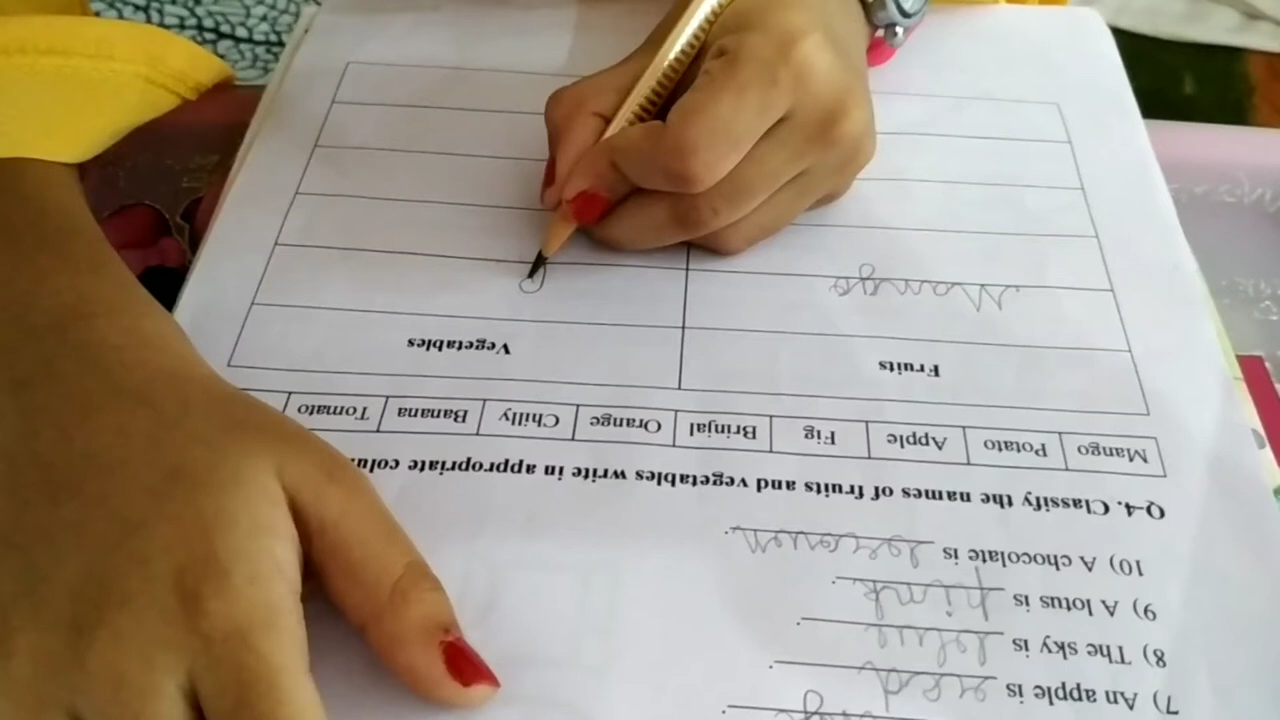 7) An apple is red.
8) The sky is blue.
9) A lotus is pink.
10) A chocolate is
Q-4. Classify the names of fruits and vegetables write in appropriate
Mango Potato Apple Fig Brinjal Orange Chilly Banana Tomato
Fruits Vegetables
Mango